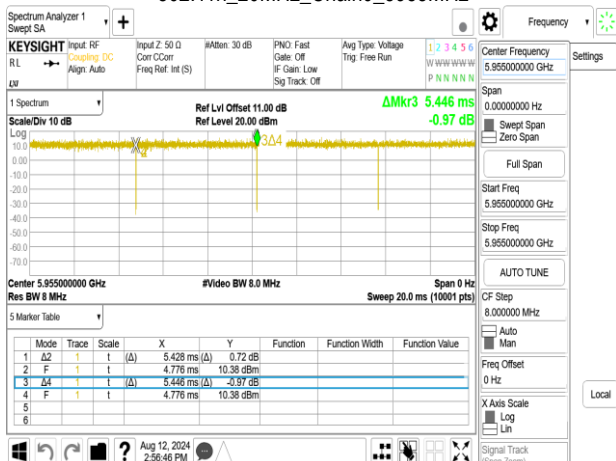 Spectrum Analyzer 1
Swept SA
+
Frequency
KEYSIGHT
RL
Input: RF
Coupling: DC
Align: Auto
Input Z: 50 Ω
Corr CCorr
Freq Ref: Int (S)
#Atten: 30 dB
PNO: Fast
Gate: Off
IF Gain: Low
Sig Track: Off
Avg Type: Voltage
Trig: Free Run
1 2 3 4 5 6
W W W W W W
P N N N N N
Center Frequency
5.955000000 GHz
Settings
Span
0.00000000 Hz
Swept Span
Zero Span
Full Span
Start Freq
5.955000000 GHz
Stop Freq
5.955000000 GHz
AUTO TUNE
CF Step
8.000000 MHz
Auto
Man
Freq Offset
0 Hz
X Axis Scale
Log
Lin
Signal Track
Local
1 Spectrum
Scale/Div 10 dB
Ref Lvl Offset 11.00 dB
Ref Level 20.00 dBm
ΔMkr3 5.446 ms
-0.97 dB
Log
10.0
0.00
-10.0
-20.0
-30.0
-40.0
-50.0
-60.0
-70.0
3Δ4
Center 5.955000000 GHz
Res BW 8 MHz
#Video BW 8.0 MHz
Span 0 Hz
Sweep 20.0 ms (10001 pts)
5 Marker Table
Mode Trace Scale X Y Function Function Width Function Value
1 Δ2 1 t (Δ) 5.428 ms (Δ) 0.72 dB
2 F 1 t 4.776 ms 10.38 dBm
3 Δ4 1 t (Δ) 5.446 ms (Δ) -0.97 dB
4 F 1 t 4.776 ms 10.38 dBm
5
6
?
Aug 12, 2024
2:56:46 PM